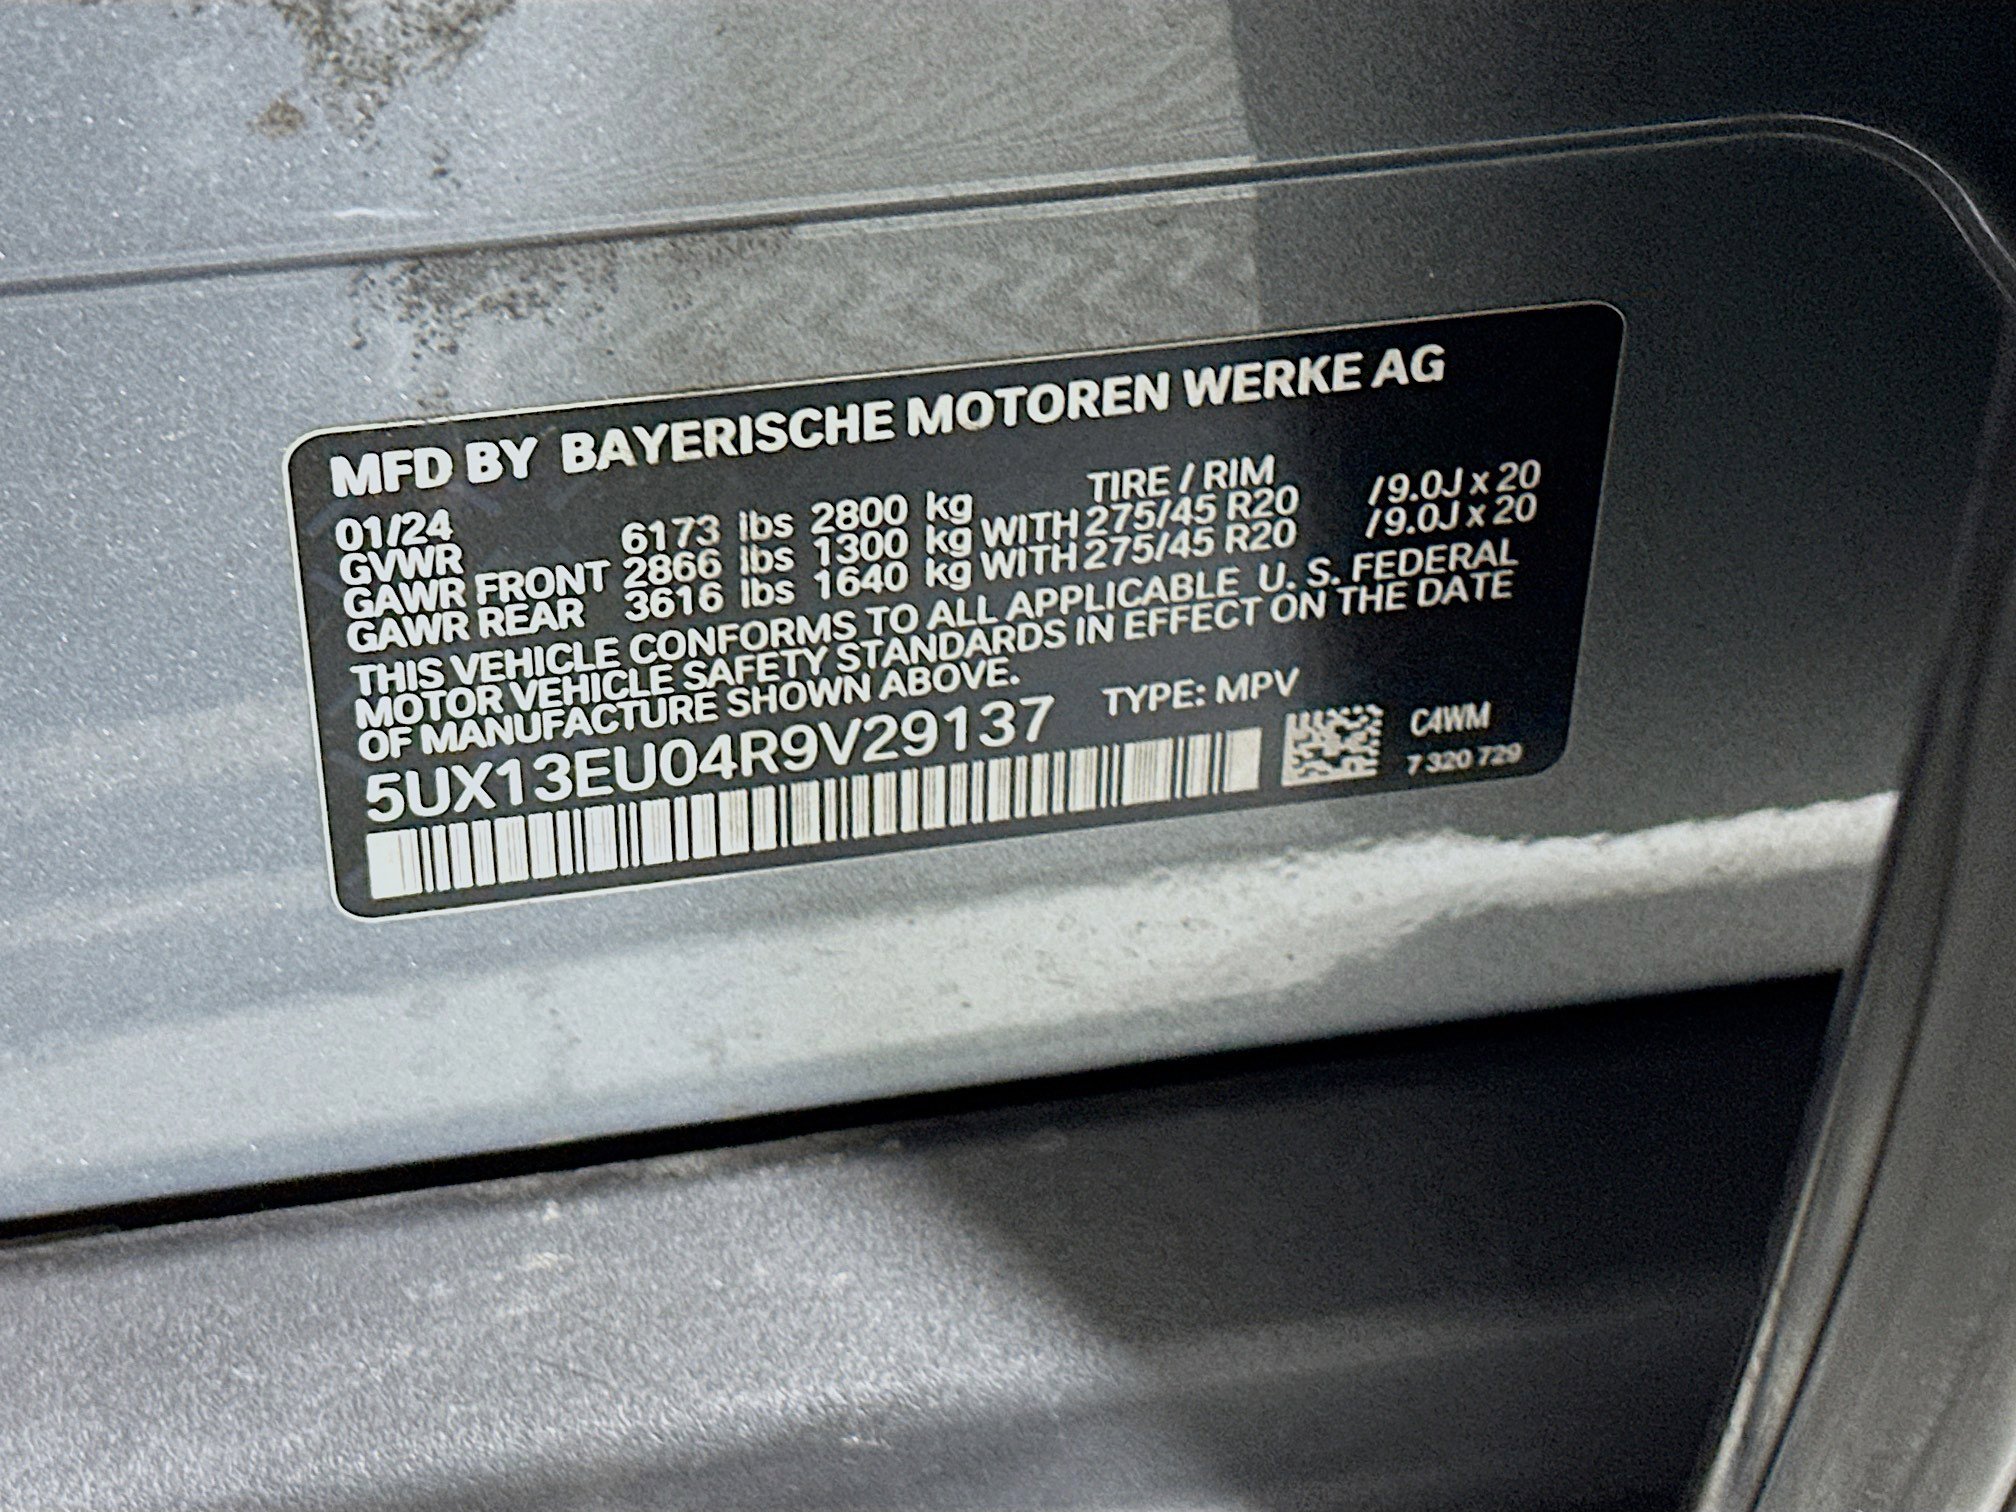 MFD BY BAYERISCHE MOTOREN WERKE AG
01/24 TIRE / RIM
GVWR 6173 lbs 2800 kg
GAWR FRONT 2866 lbs 1300 kg WITH 275/45 R20 /9.0J x 20
GAWR REAR 3616 lbs 1640 kg WITH 275/45 R20 /9.0J x 20
THIS VEHICLE CONFORMS TO ALL APPLICABLE U. S. FEDERAL
MOTOR VEHICLE SAFETY STANDARDS IN EFFECT ON THE DATE
OF MANUFACTURE SHOWN ABOVE.
5UX13EU04R9V29137 TYPE: MPV
C4WM
7 320 729